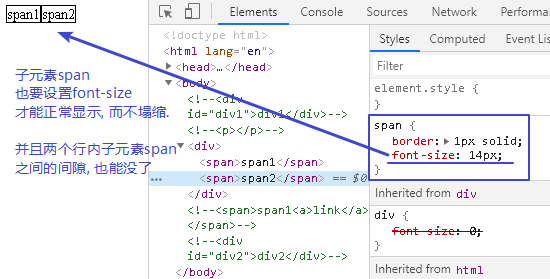 span1span2
子元素span
也要设置font-size
才能正常显示, 而不塌缩.
并且两个行内子元素span
之间的间隙, 也能没了
Elements
Console
Sources
<!doctype html>
<html lang="en">
<head>…</head>
<body>
<!--<div
id="div1">div1</div>-->
<!--<p></p>-->
<div>
<span>span1</span>
<span>span2</span> == $0
</div>
<!--<span>span1<a>link</a>
</span>-->
<!--<div
id="div2">div2</div>-->
</body>
Styles
Computed
Event List
Filter
element.style {
}
span {
border: 1px solid;
font-size: 14px;
}
Inherited from div
div {
font-size: 0;
}
Inherited from html